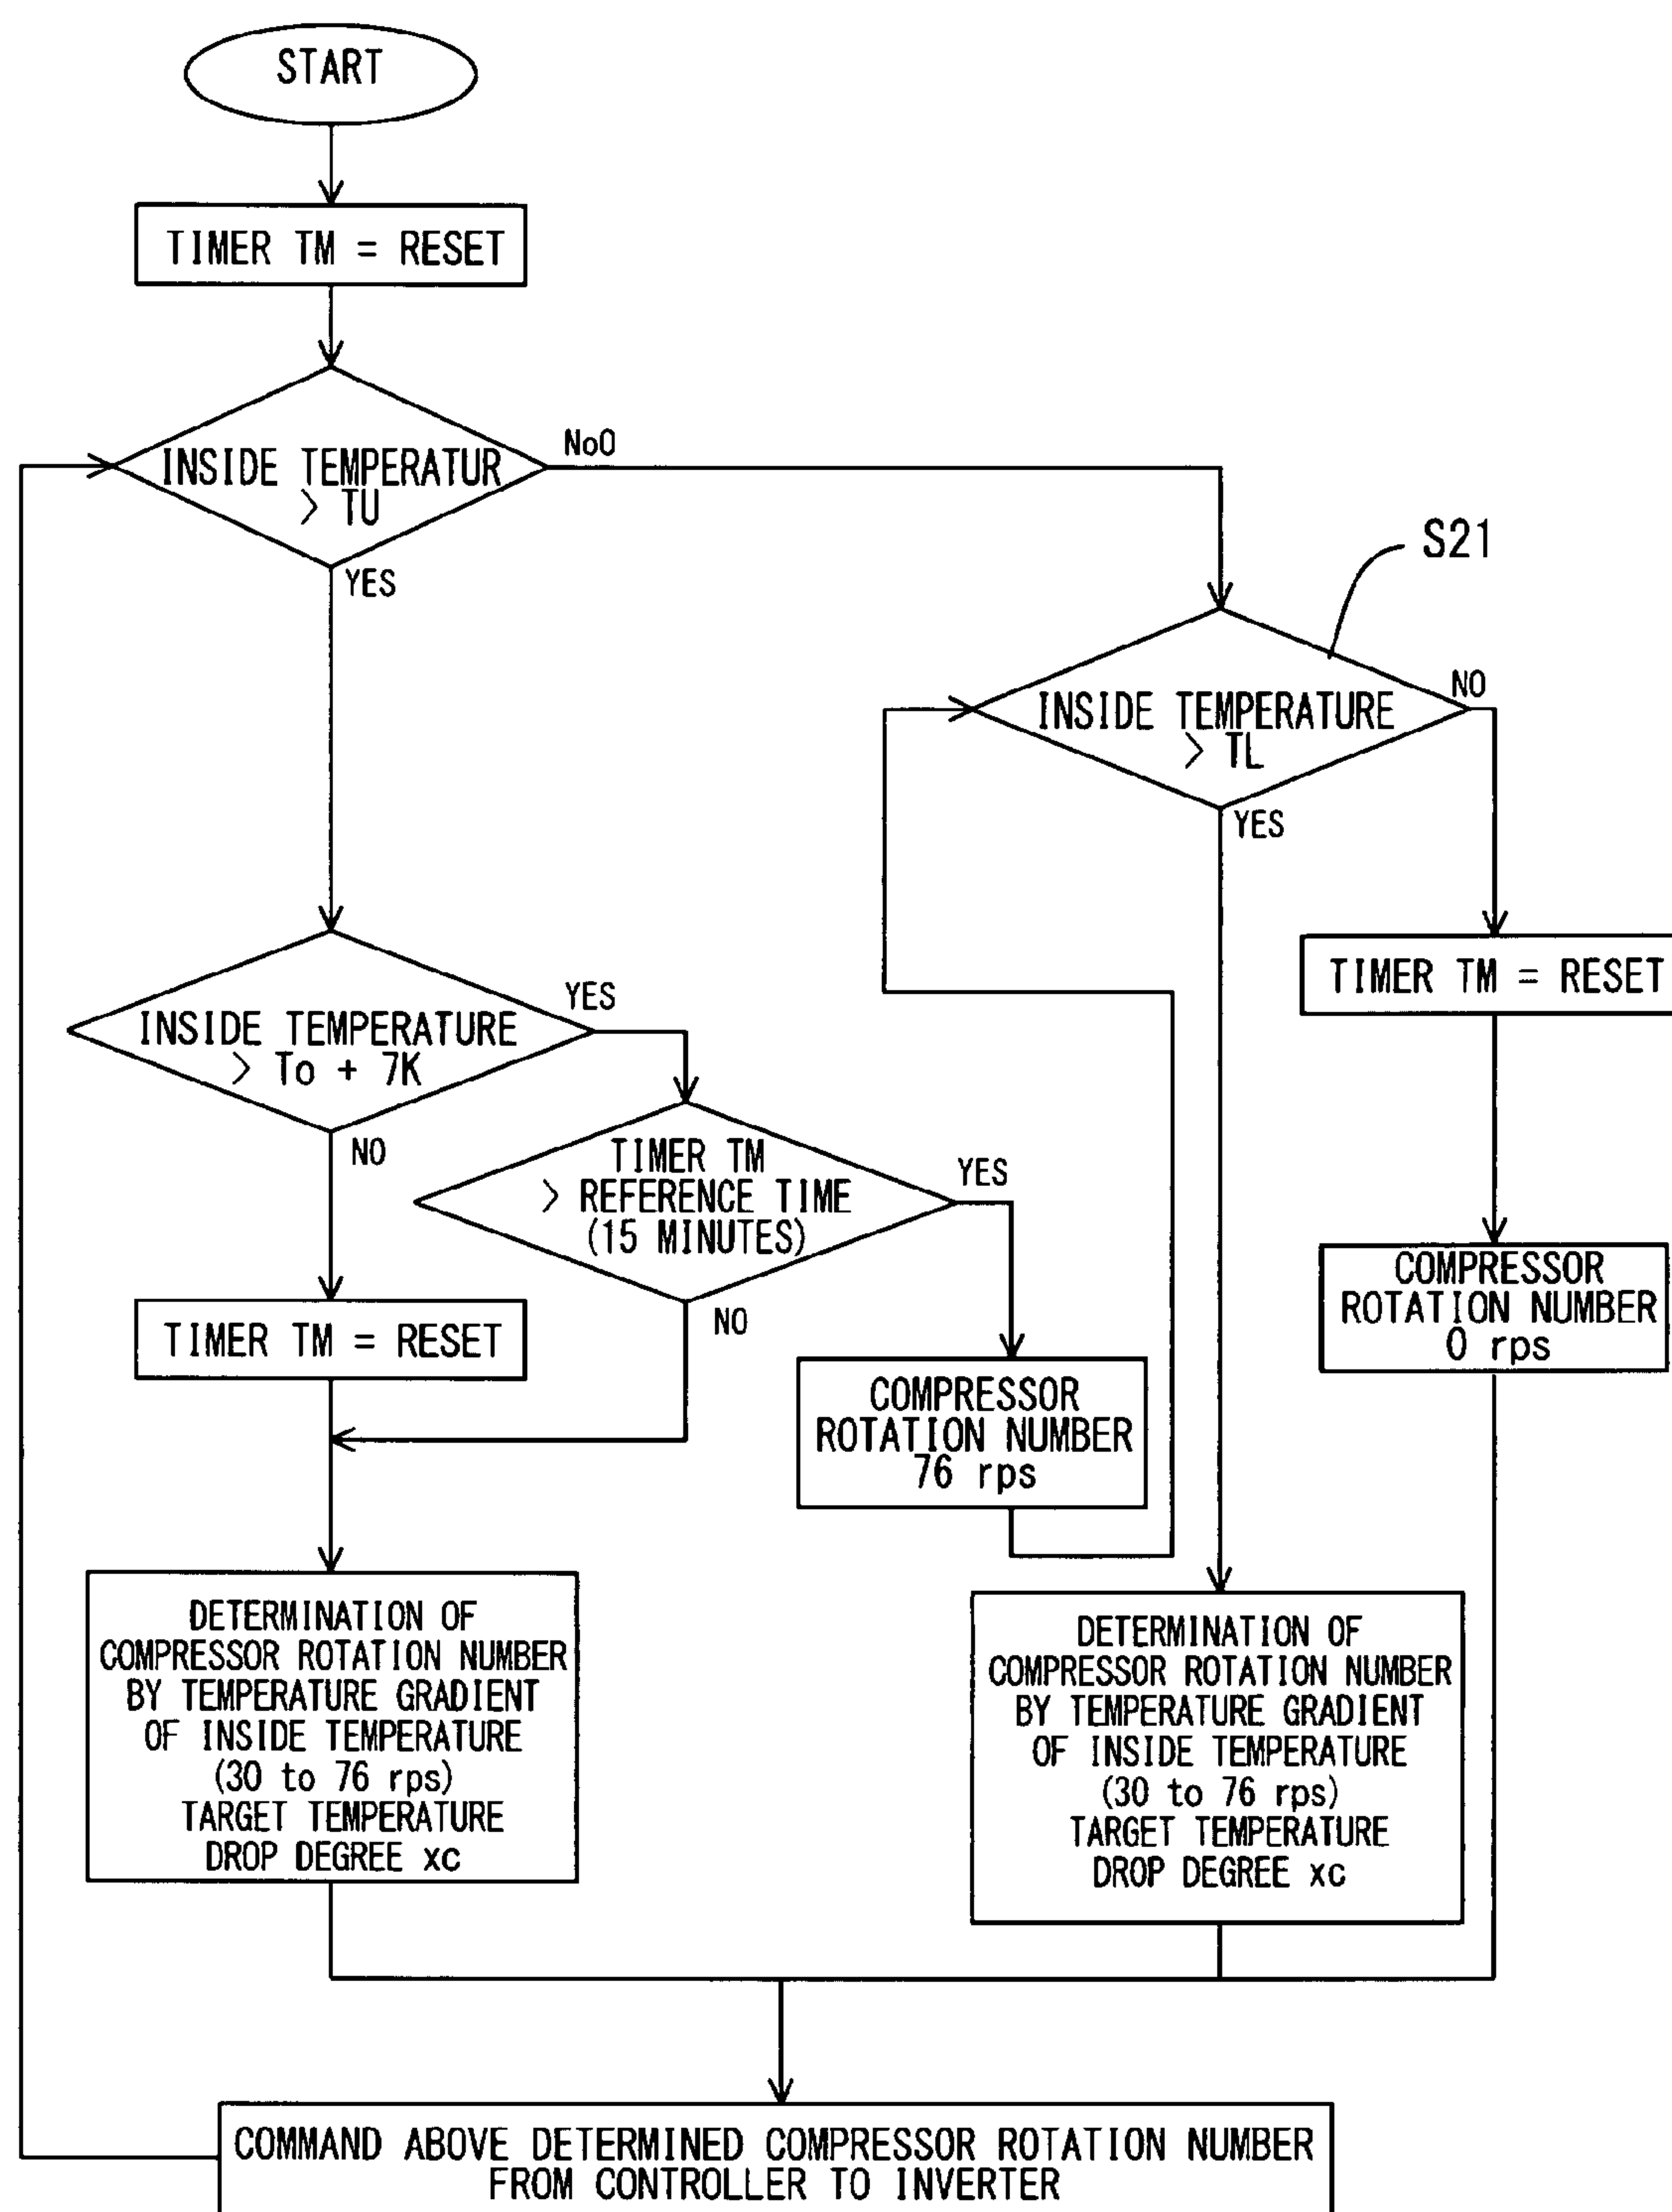 START
TIMER TM = RESET
INSIDE TEMPERATUR
> TU
NoO
YES
S21
INSIDE TEMPERATURE
> TL
NO
YES
TIMER TM = RESET
INSIDE TEMPERATURE
> To + 7K
YES
NO
TIMER TM
> REFERENCE TIME
(15 MINUTES)
YES
NO
TIMER TM = RESET
COMPRESSOR
ROTATION NUMBER
76 rps
COMPRESSOR
ROTATION NUMBER
0 rps
DETERMINATION OF
COMPRESSOR ROTATION NUMBER
BY TEMPERATURE GRADIENT
OF INSIDE TEMPERATURE
(30 to 76 rps)
TARGET TEMPERATURE
DROP DEGREE xc
DETERMINATION OF
COMPRESSOR ROTATION NUMBER
BY TEMPERATURE GRADIENT
OF INSIDE TEMPERATURE
(30 to 76 rps)
TARGET TEMPERATURE
DROP DEGREE xc
COMMAND ABOVE DETERMINED COMPRESSOR ROTATION NUMBER
FROM CONTROLLER TO INVERTER